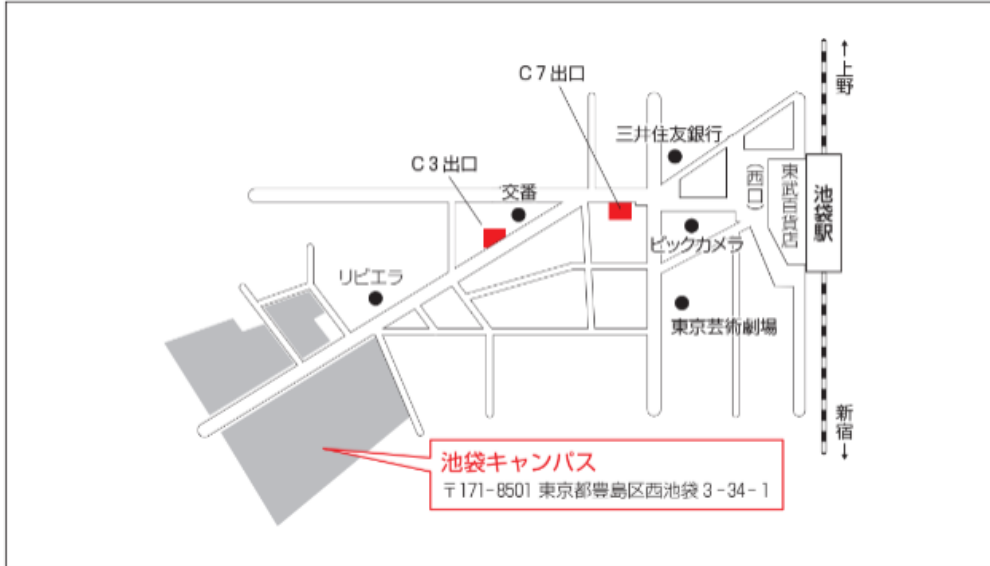 ↑上野
C7出口
三井住友銀行
C3出口
交番
(西口)
東武百貨店
池袋駅
ビックカメラ
リビエラ
東京芸術劇場
新宿↓
池袋キャンパス
〒171-8501 東京都豊島区西池袋3-34-1